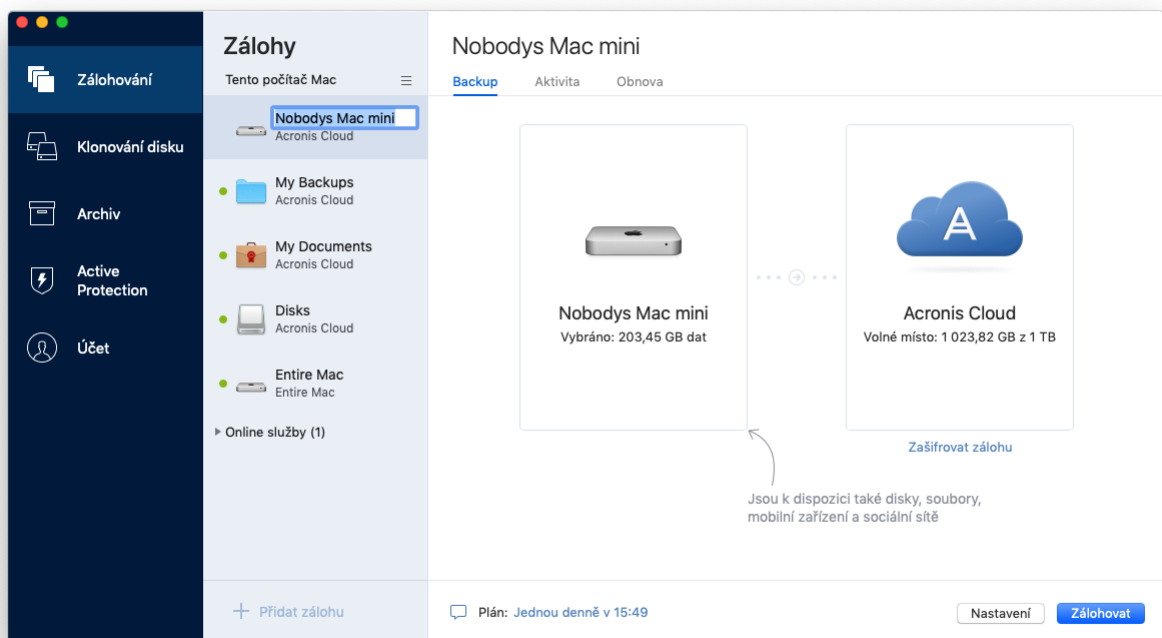 Zálohování
Klonování disku
Archiv
Active
Protection
Účet
Zálohy
Tento počítač Mac
Nobodys Mac mini
Acronis Cloud
My Backups
Acronis Cloud
My Documents
Acronis Cloud
Disks
Acronis Cloud
Entire Mac
Entire Mac
Online služby (1)
Přidat zálohu
Nobodys Mac mini
Backup Aktivita Obnova
Nobodys Mac mini
Vybráno: 203,45 GB dat
A
Acronis Cloud
Volné místo: 1 023,82 GB z 1 TB
Zašifrovat zálohu
Jsou k dispozici také disky, soubory,
mobilní zařízení a sociální sítě
Plán: Jednou denně v 15:49
Nastavení
Zálohovat